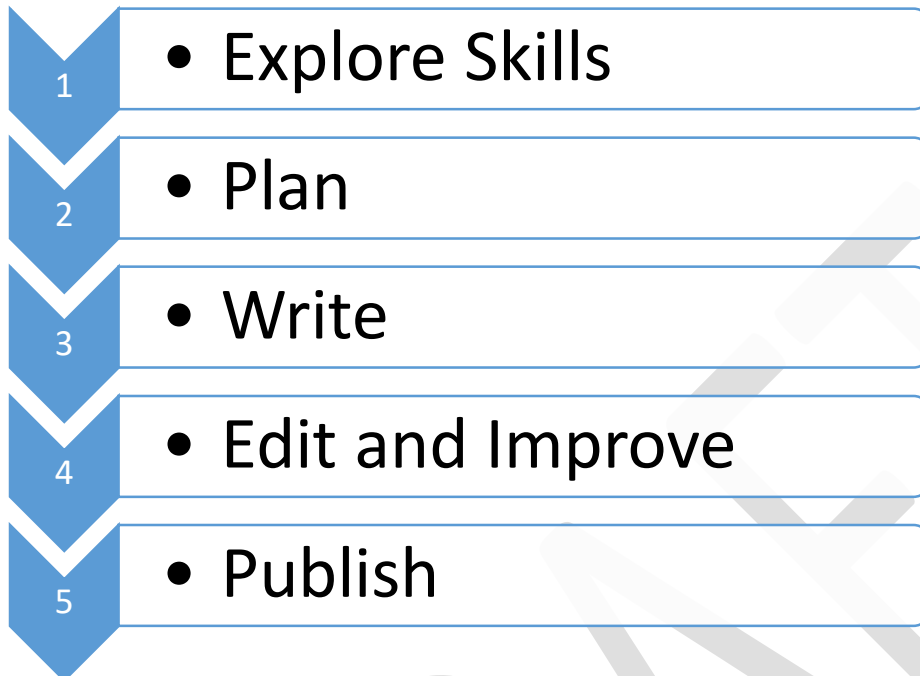 1 • Explore Skills
2 • Plan
3 • Write
4 • Edit and Improve
5 • Publish